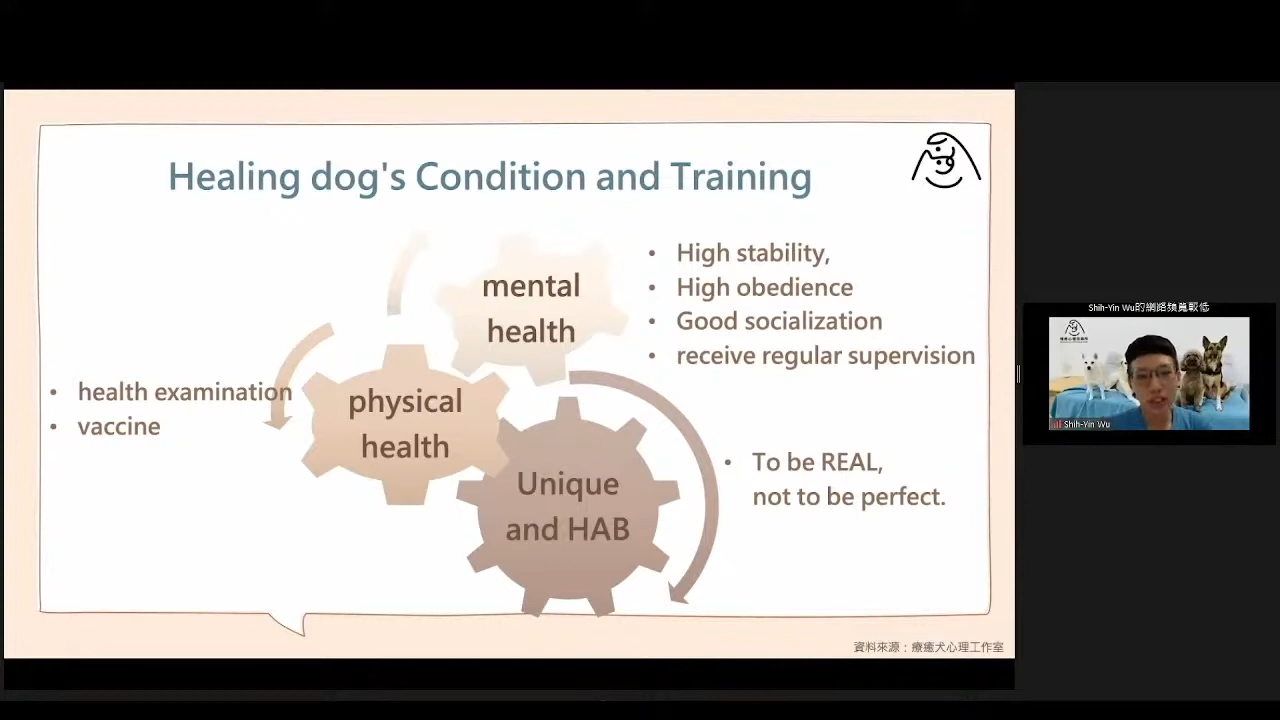 Healing dog's Condition and Training
mental
health
• High stability,
• High obedience
• Good socialization
• receive regular supervision
• health examination
• vaccine
physical
health
Unique
and HAB
• To be REAL,
not to be perfect.
資料來源：療癒犬心理工作室
Shih-Yin Wu的網路頻寬較低
Shih-Yin Wu